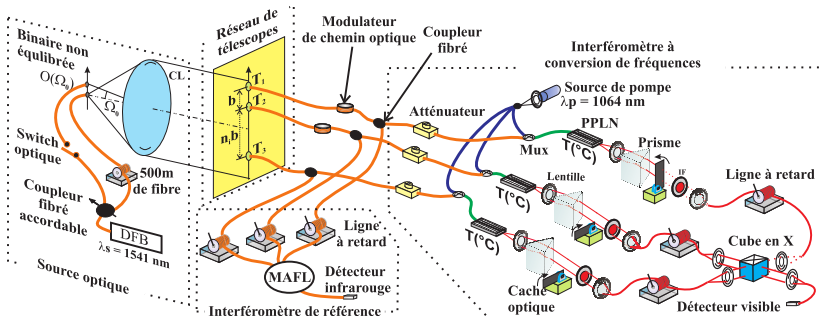 Binaire non
équilibrée
O(Ω₀)
Ω₀
CL
Switch
optique
500m
de fibre
Coupleur
fibré
accordable
DFB
λs = 1541 nm
Source optique
Réseau de
télescopes
T₁
b
T₂
n₁b
T₃
Modulateur
de chemin optique
Coupleur
fibré
Atténuateur
Ligne
à retard
MAFL
Détecteur
infrarouge
Interféromètre de référence
Interféromètre à
conversion de fréquences
Source de pompe
λp = 1064 nm
PPLN
Mux
T(°C)
Prisme
IF
Ligne à retard
Lentille
T(°C)
T(°C)
Cube en X
Cache
optique
Détecteur visible